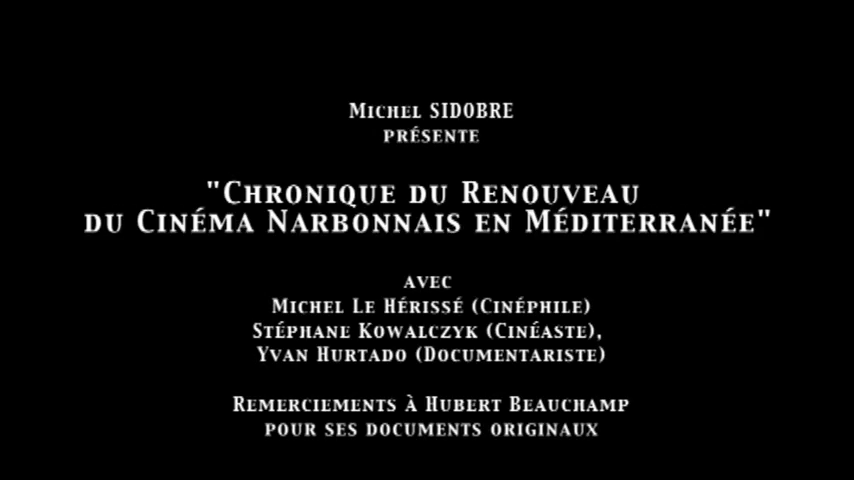 Michel SIDOBRE
présente
"Chronique du Renouveau
du Cinéma Narbonnais en Méditerranée"
avec
Michel Le Hérissé (Cinéphile)
Stéphane Kowalczyk (Cinéaste),
Yvan Hurtado (Documentariste)
Remerciements à Hubert Beauchamp
pour ses documents originaux